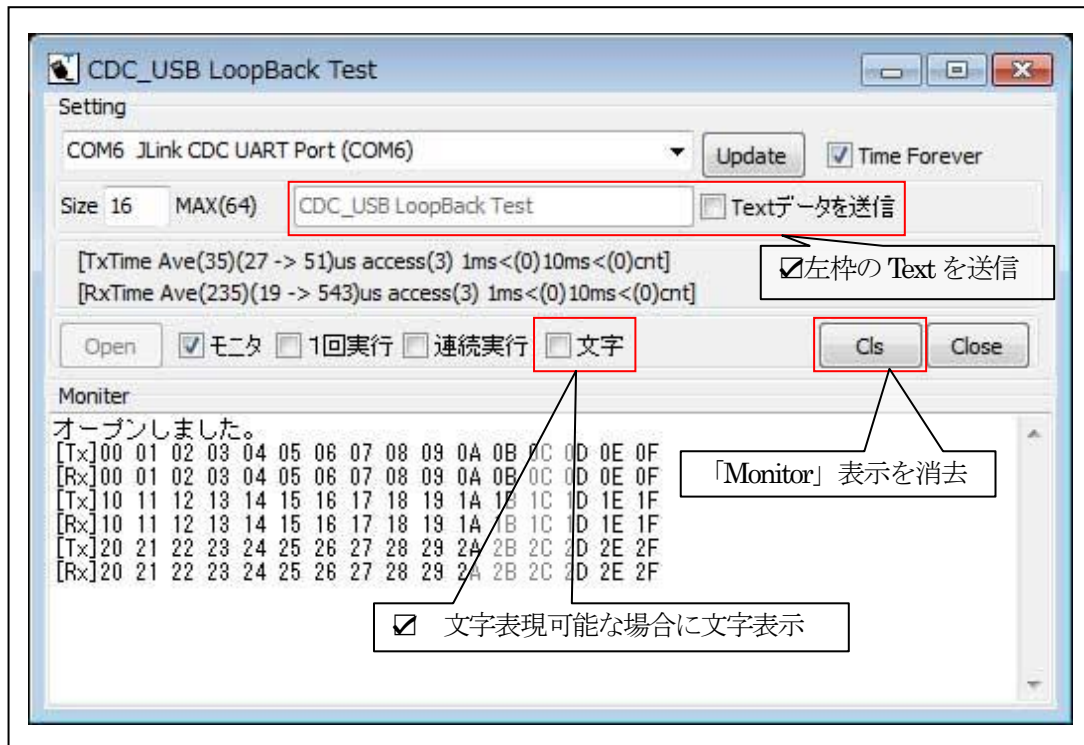 CDC_USB LoopBack Test
Setting
COM6 JLink CDC UART Port (COM6)
Update
Time Forever
Size 16 MAX(64) CDC_USB LoopBack Test Textデータを送信
☑左枠の Text を送信
[TxTime Ave(35)(27 -> 51)us access(3) 1ms<(0)10ms<(0)cnt]
[RxTime Ave(235)(19 -> 543)us access(3) 1ms<(0)10ms<(0)cnt]
Open モニタ 1回実行 連続実行 文字 Cls Close
Moniter
オープンしました。
[Tx]00 01 02 03 04 05 06 07 08 09 0A 0B 0C 0D 0E 0F
[Rx]00 01 02 03 04 05 06 07 08 09 0A 0B 0C 0D 0E 0F
[Tx]10 11 12 13 14 15 16 17 18 19 1A 1B 1C 1D 1E 1F
[Rx]10 11 12 13 14 15 16 17 18 19 1A 1B 1C 1D 1E 1F
[Tx]20 21 22 23 24 25 26 27 28 29 2A 2B 2C 2D 2E 2F
[Rx]20 21 22 23 24 25 26 27 28 29 2A 2B 2C 2D 2E 2F
「Monitor」表示を消去
☑ 文字表現可能な場合に文字表示